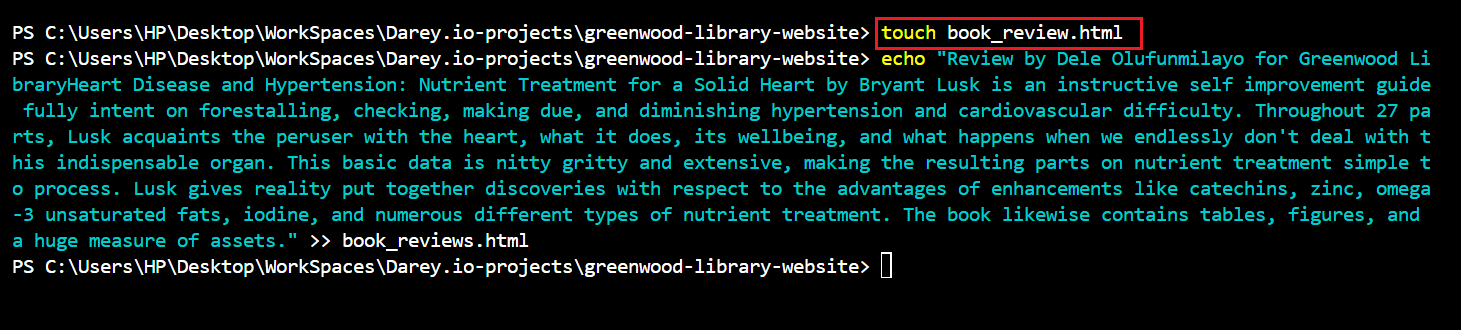 PS C:\Users\HP\Desktop\WorkSpaces\Darey.io-projects\greenwood-library-website> touch book_review.html
PS C:\Users\HP\Desktop\WorkSpaces\Darey.io-projects\greenwood-library-website> echo "Review by Dele Olufunmilayo for Greenwood Li
braryHeart Disease and Hypertension: Nutrient Treatment for a Solid Heart by Bryant Lusk is an instructive self improvement guide
 fully intent on forestalling, checking, making due, and diminishing hypertension and cardiovascular difficulty. Throughout 27 pa
rts, Lusk acquaints the peruser with the heart, what it does, its wellbeing, and what happens when we endlessly don't deal with t
his indispensable organ. This basic data is nitty gritty and extensive, making the resulting parts on nutrient treatment simple t
o process. Lusk gives reality put together discoveries with respect to the advantages of enhancements like catechins, zinc, omega
-3 unsaturated fats, iodine, and numerous different types of nutrient treatment. The book likewise contains tables, figures, and
a huge measure of assets." >> book_reviews.html
PS C:\Users\HP\Desktop\WorkSpaces\Darey.io-projects\greenwood-library-website>